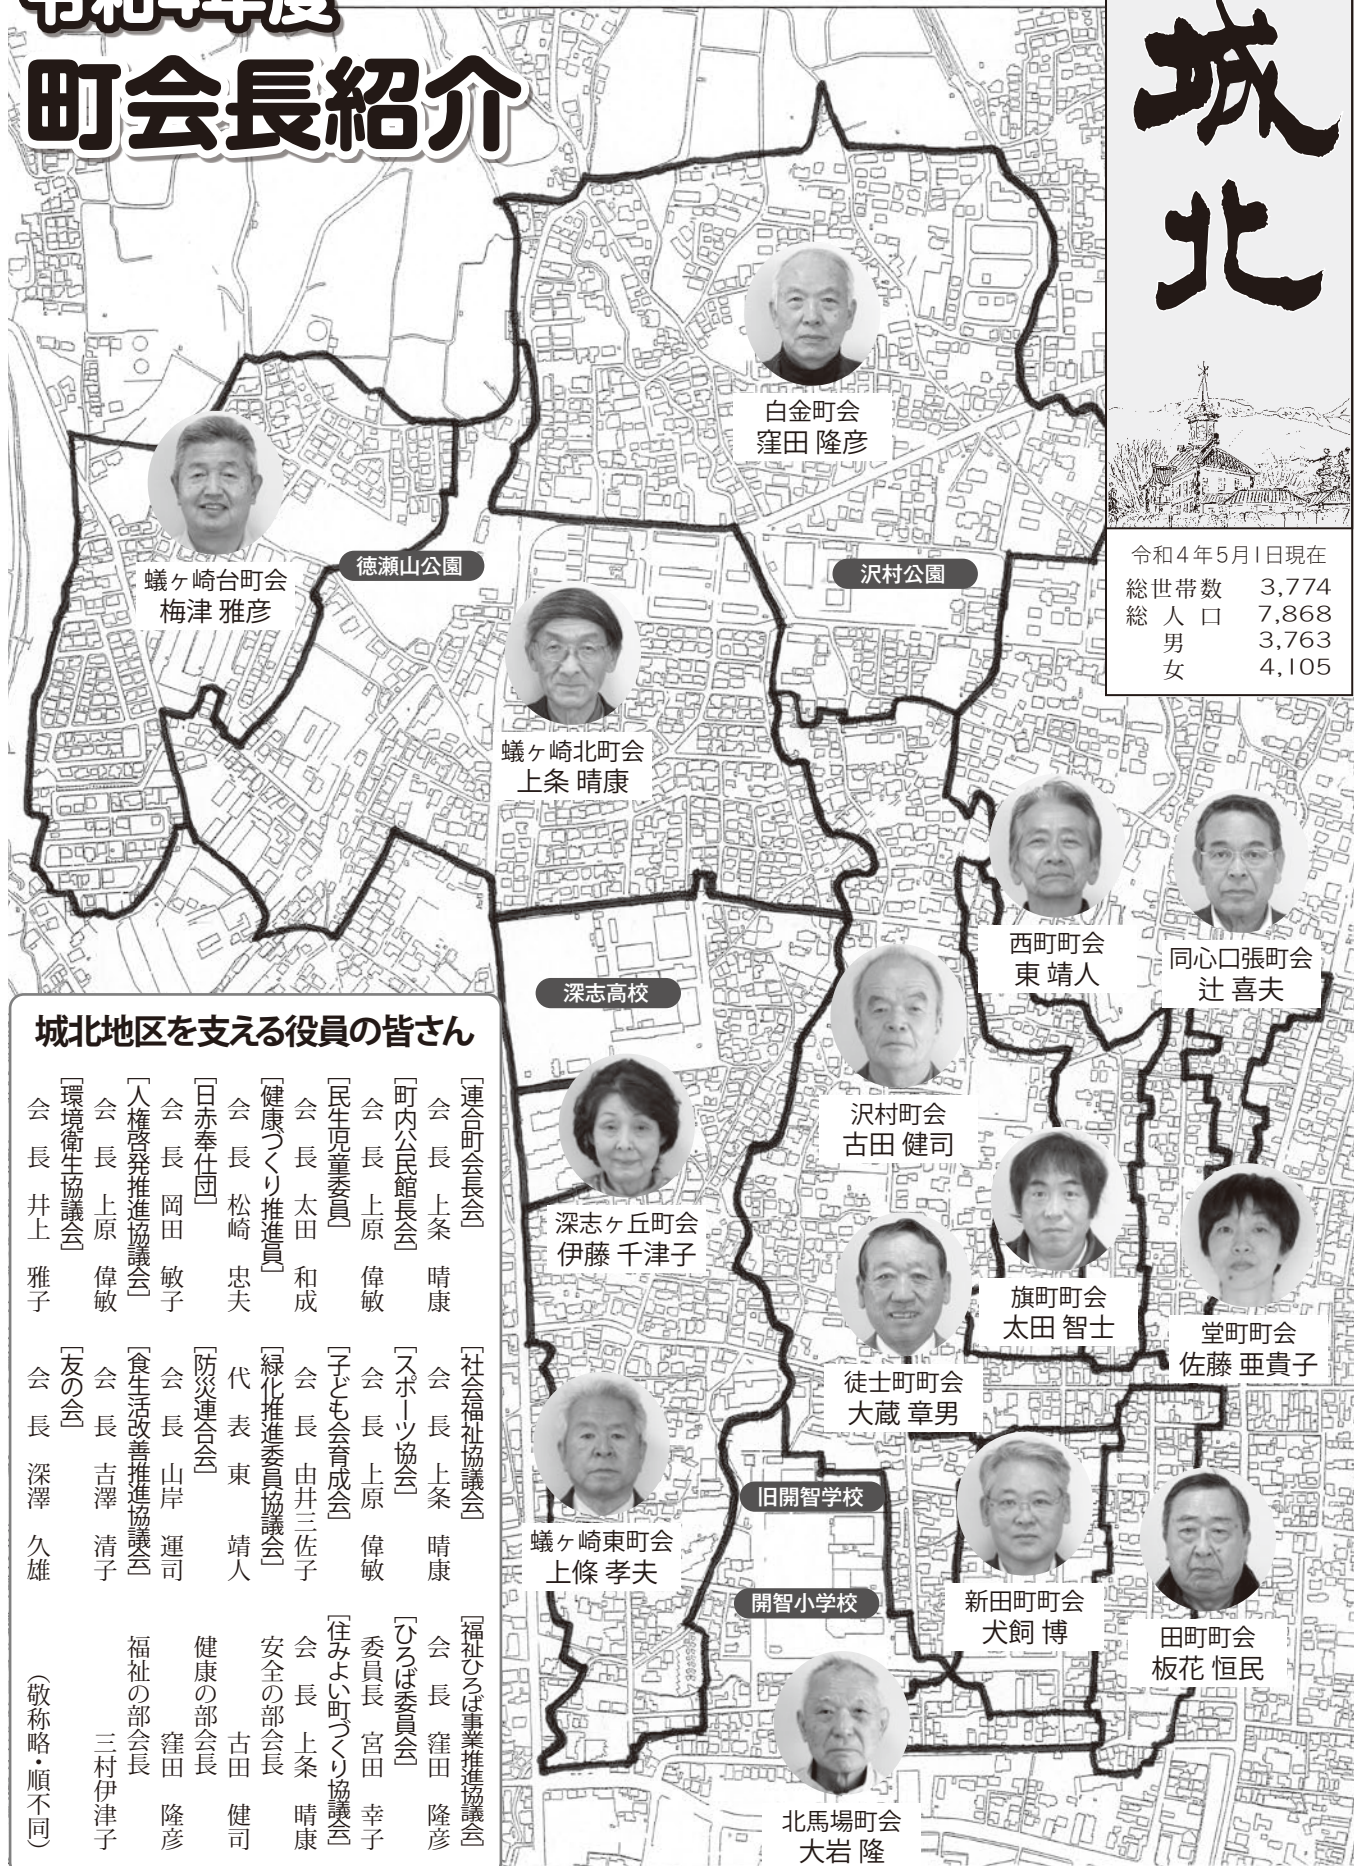 令和4年度
町会長紹介
城北
令和4年5月1日現在
総世帯数 3,774
総人口 7,868
男 3,763
女 4,105
白金町会
窪田 隆彦
蟻ヶ崎台町会
梅津 雅彦
徳瀬山公園
沢村公園
蟻ヶ崎北町会
上条 晴康
西町町会
東 靖人
同心口張町会
辻 喜夫
深志高校
沢村町会
古田 健司
深志ヶ丘町会
伊藤 千津子
旗町町会
太田 智士
堂町町会
佐藤 亜貴子
徒士町町会
大蔵 章男
蟻ヶ崎東町会
上條 孝夫
旧開智学校
開智小学校
新田町町会
犬飼 博
田町町会
板花 恒民
北馬場町会
大岩 隆
城北地区を支える役員の皆さん
[連合町会長会]
会長 上条 晴康
[町内公民館長会]
会長 上原 偉敏
[民生児童委員]
会長 太田 和成
[健康づくり推進員]
会長 松崎 忠夫
[日赤奉仕団]
会長 岡田 敏子
[人権啓発推進協議会]
会長 上原 偉敏
[環境衛生協議会]
会長 井上 雅子
[社会福祉協議会]
会長 上条 晴康
[スポーツ協会]
会長 上原 偉敏
[子ども会育成会]
会長 由井三佐子
[緑化推進委員協議会]
代表 東 靖人
[防災連合会]
会長 山岸 運司
[食生活改善推進協議会]
会長 吉澤 清子
[友の会]
会長 深澤 久雄
[福祉ひろば事業推進協議会]
会長 窪田 隆彦
[ひろば委員会]
委員長 宮田 幸子
[住みよい町づくり協議会]
会長 上条 晴康
安全の部会長
古田 健司
健康の部会長
窪田 隆彦
福祉の部会長
三村伊津子
（敬称略・順不同）